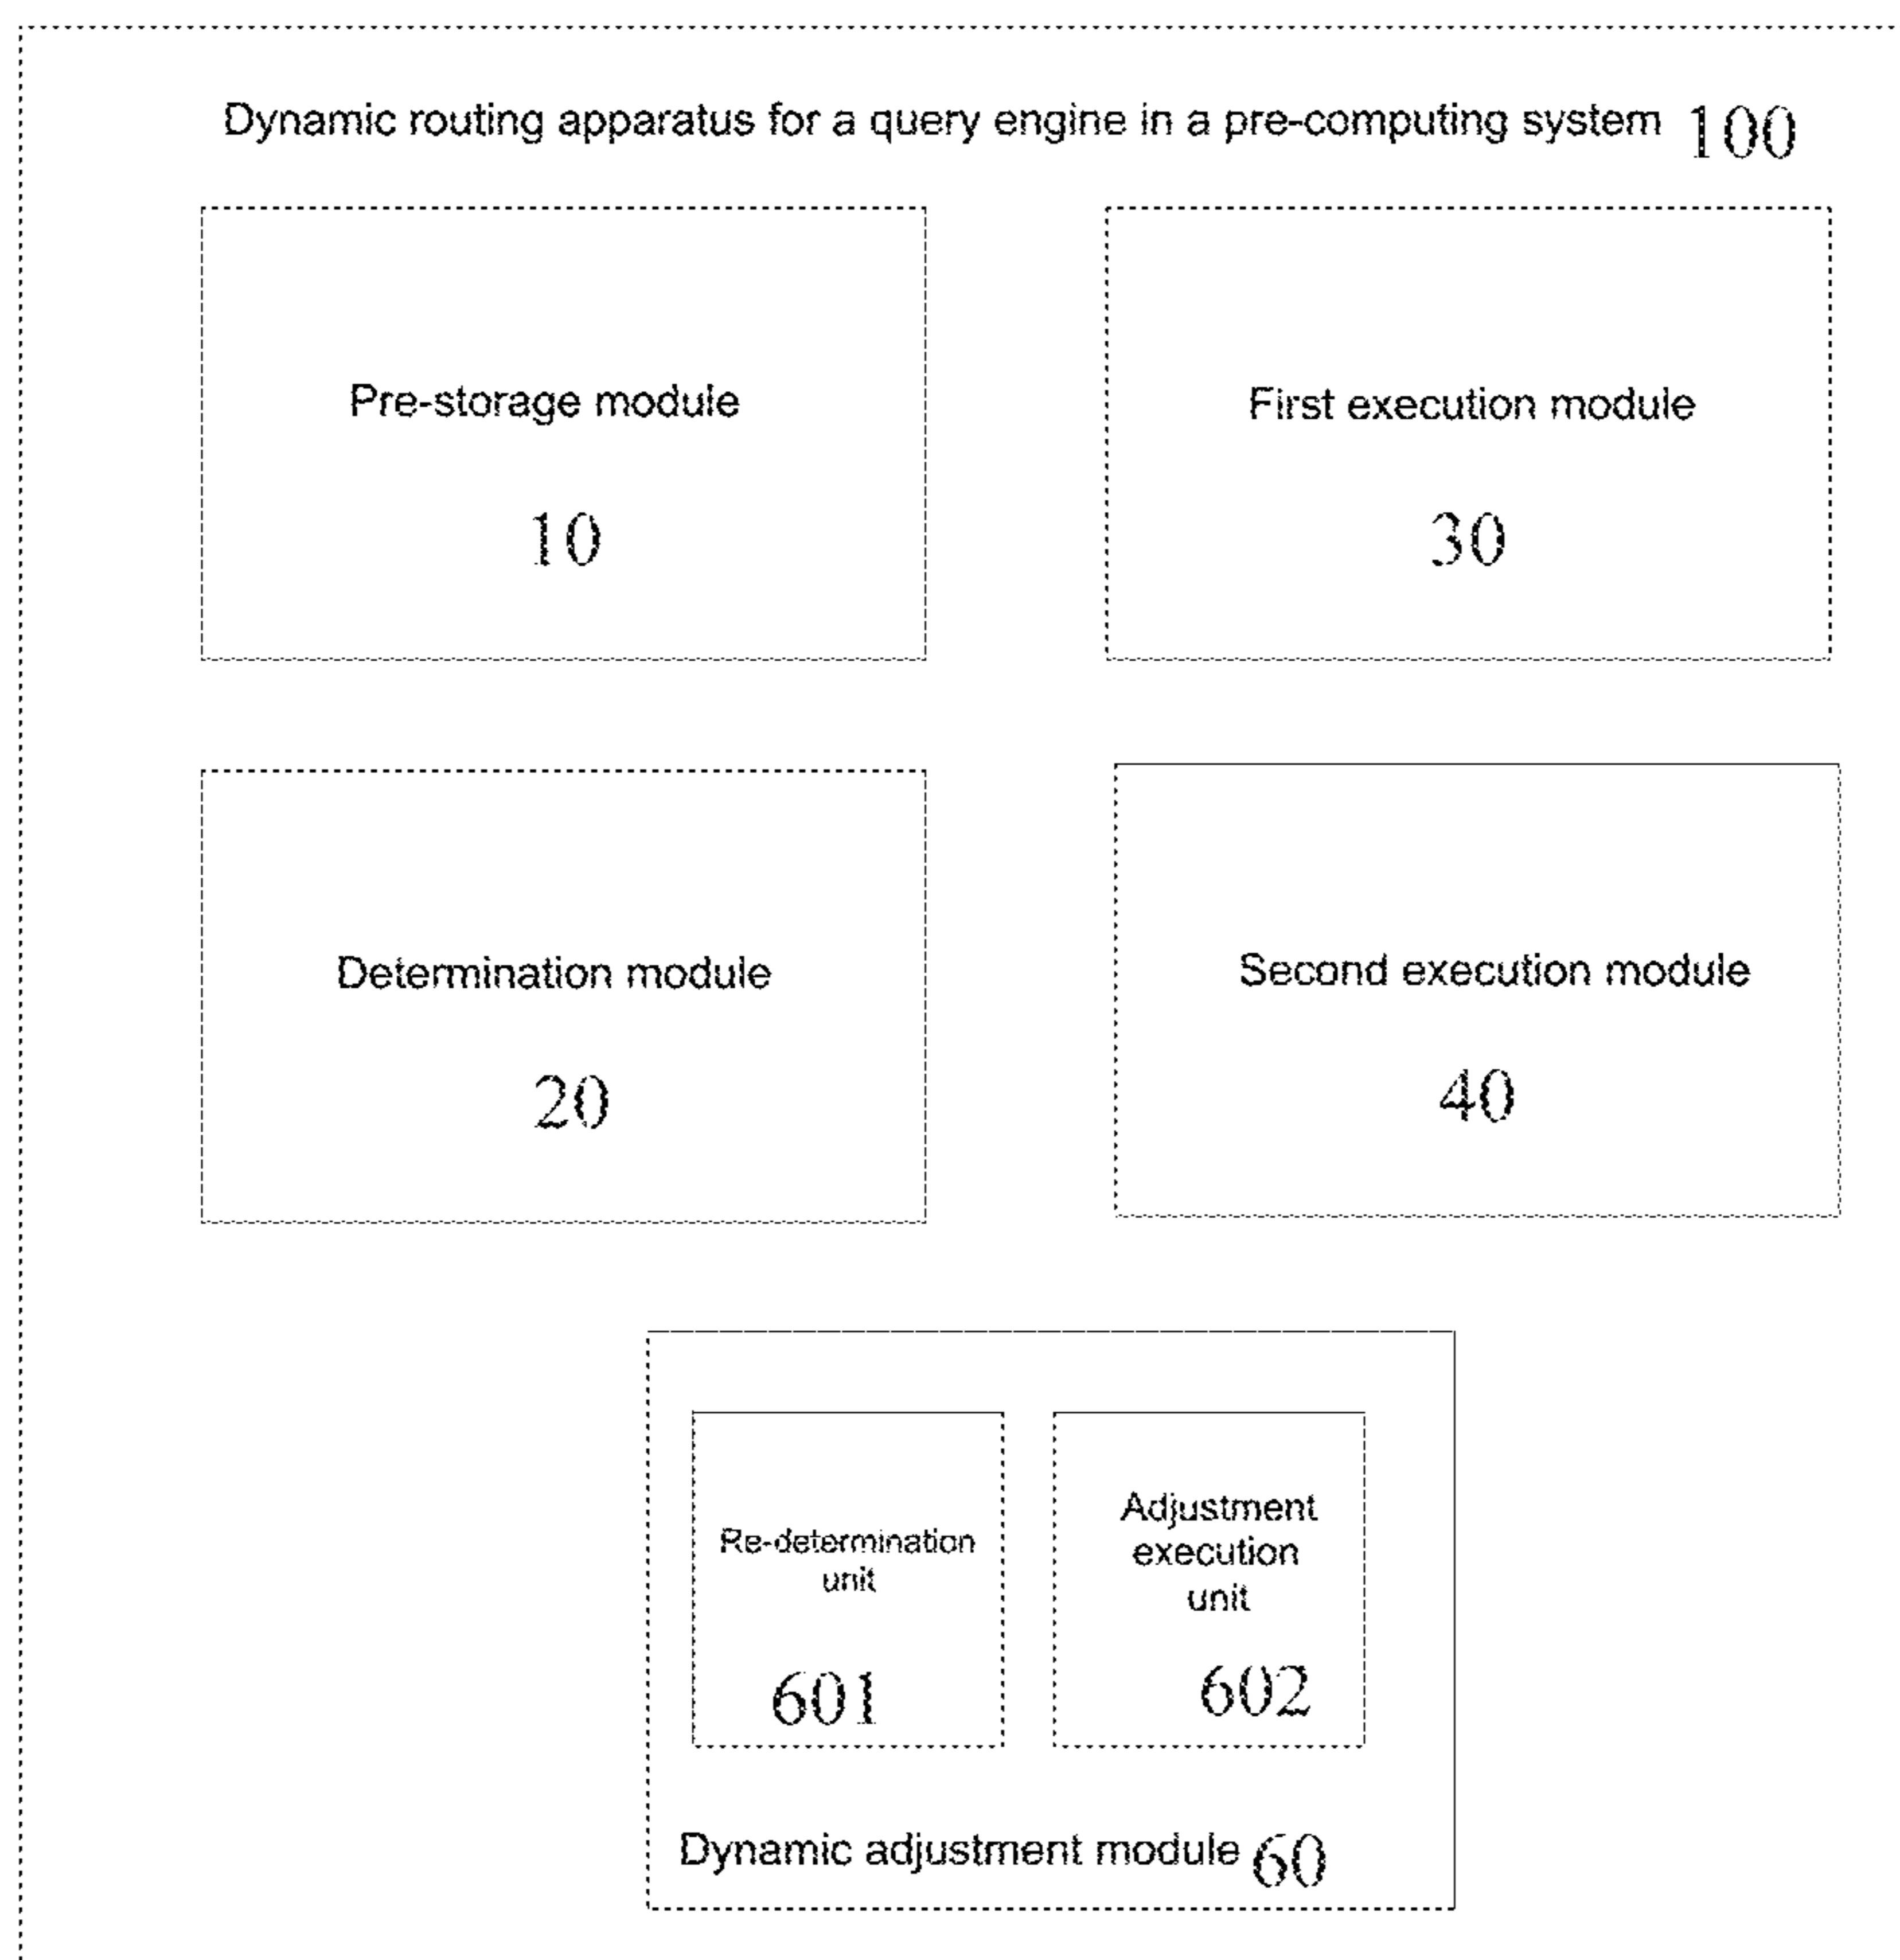 Dynamic routing apparatus for a query engine in a pre-computing system 100
Pre-storage module
10
First execution module
30
Determination module
20
Second execution module
40
Re-determination
unit
601
Adjustment
execution
unit
602
Dynamic adjustment module 60